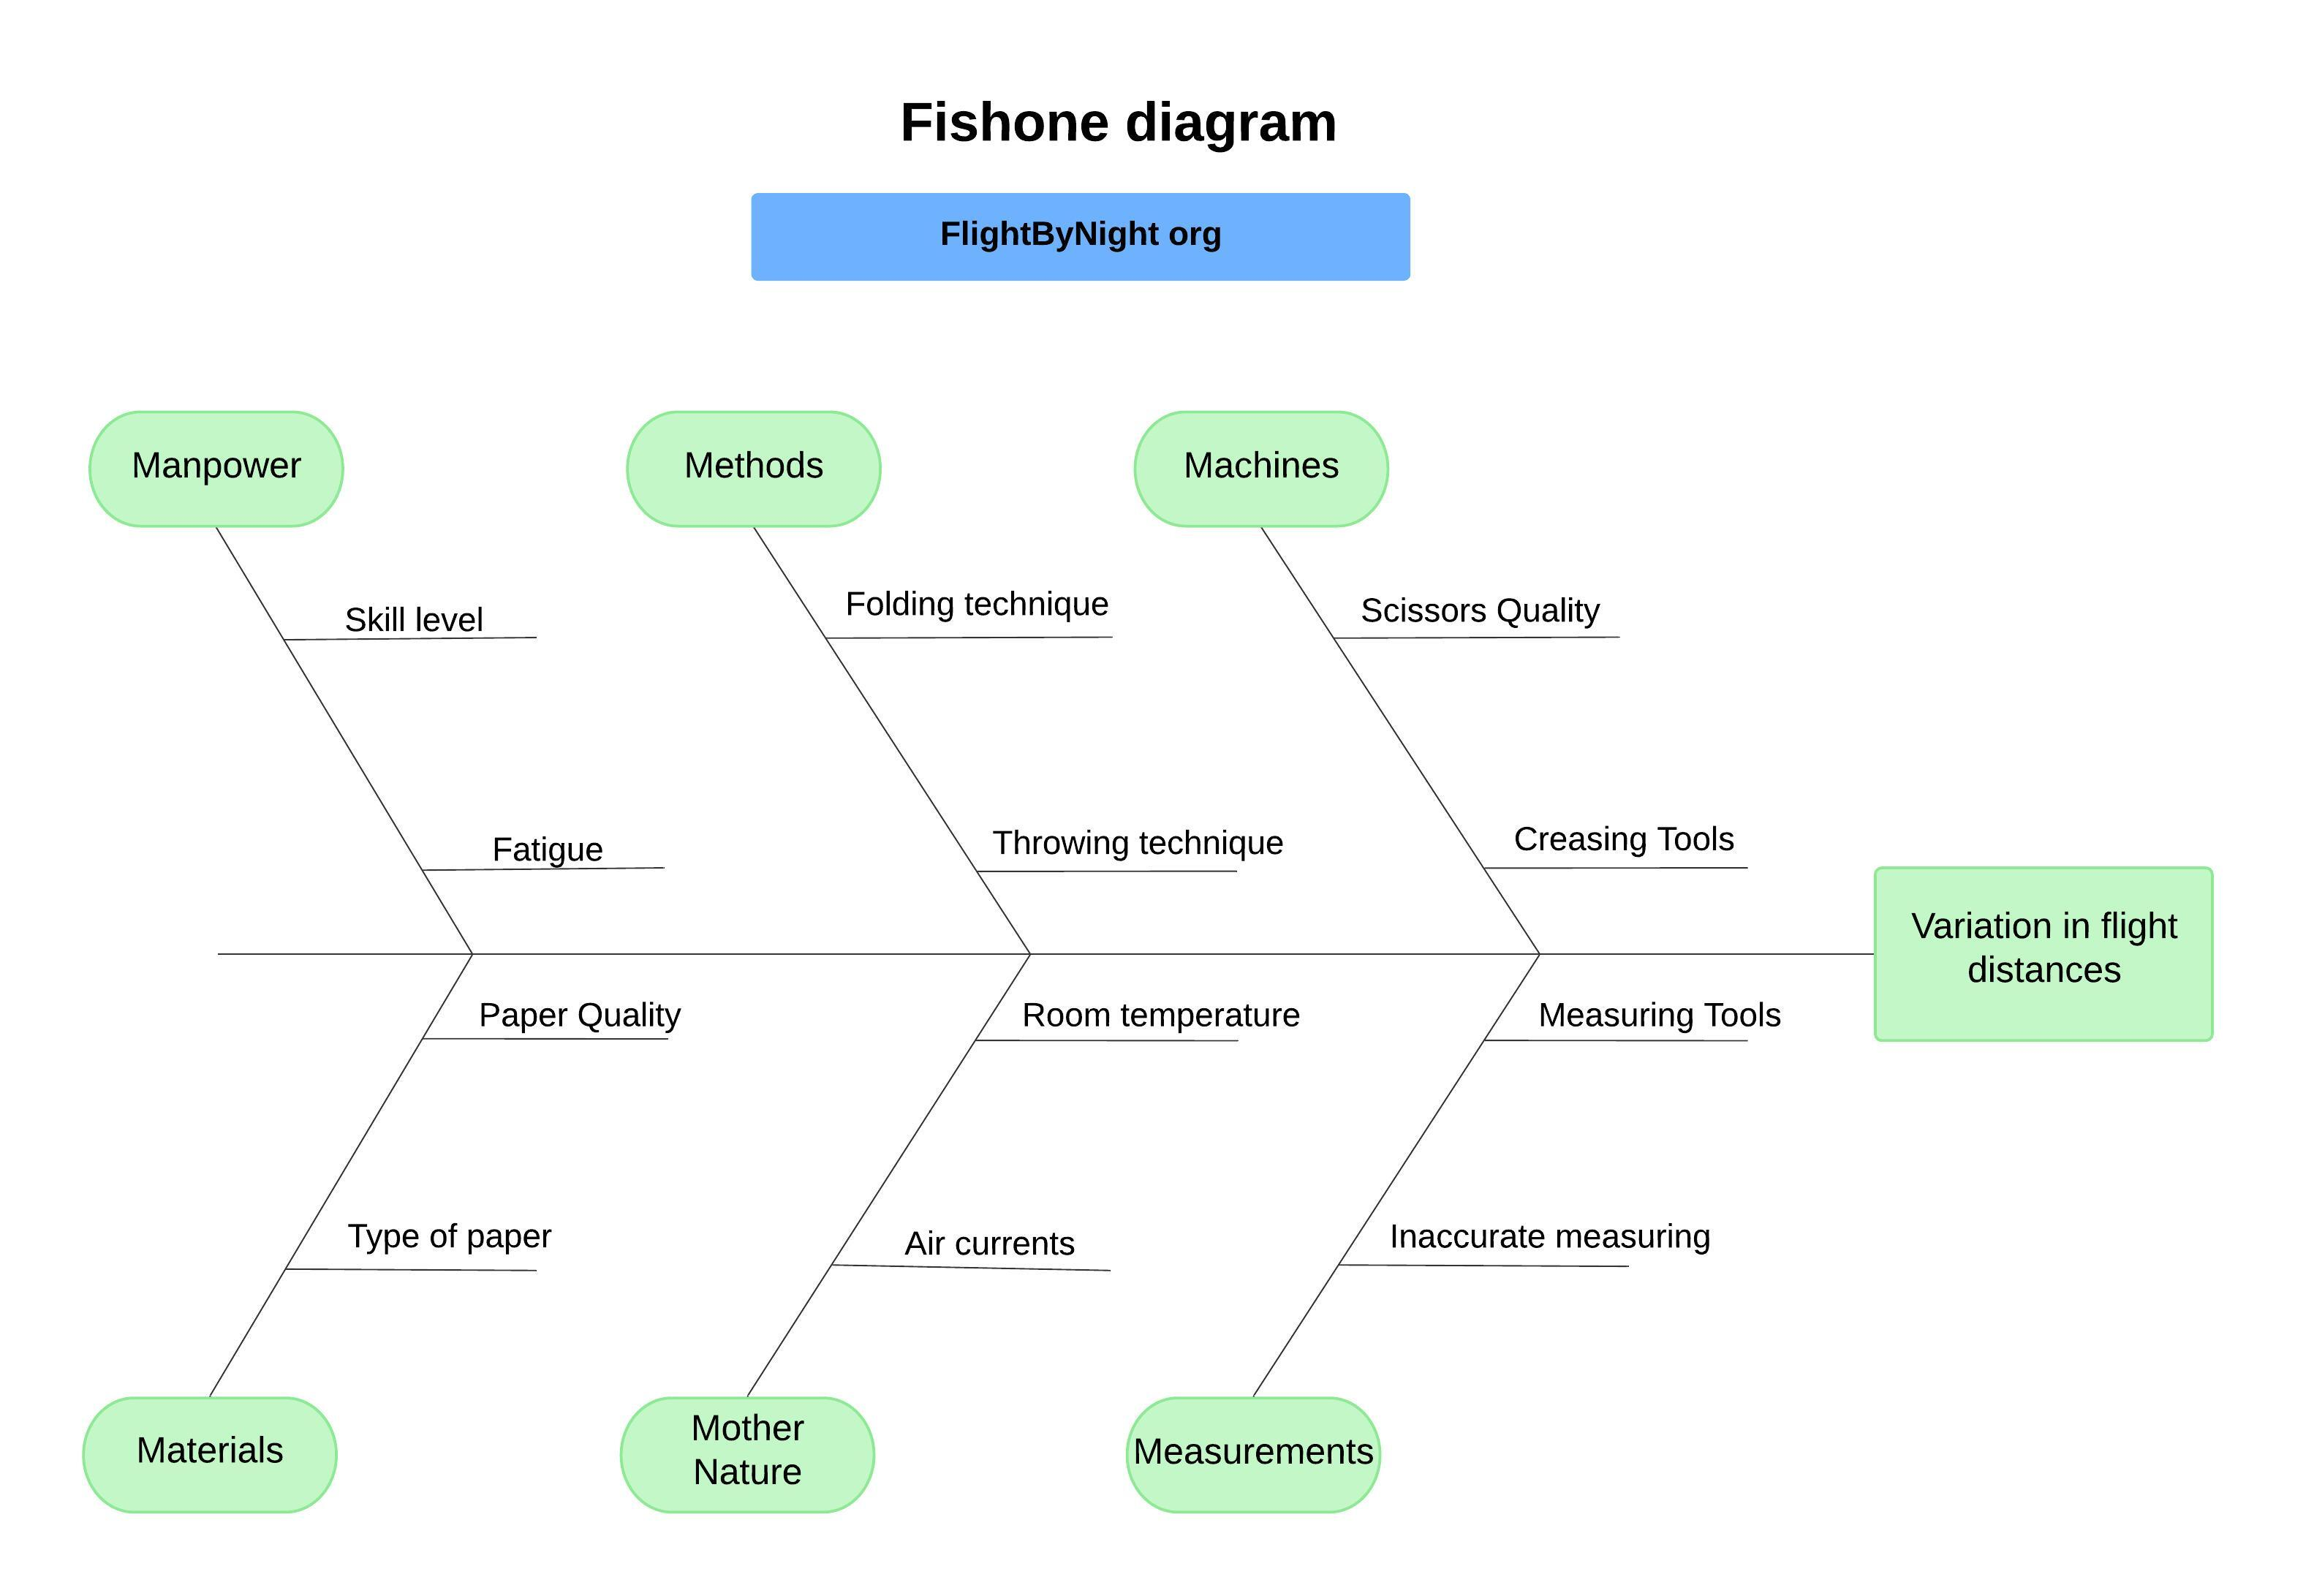 Fishone diagram
FlightByNight org
Manpower
Methods
Machines
Skill level
Folding technique
Scissors Quality
Fatigue
Throwing technique
Creasing Tools
Variation in flight
distances
Paper Quality
Room temperature
Measuring Tools
Type of paper
Air currents
Inaccurate measuring
Materials
Mother
Nature
Measurements